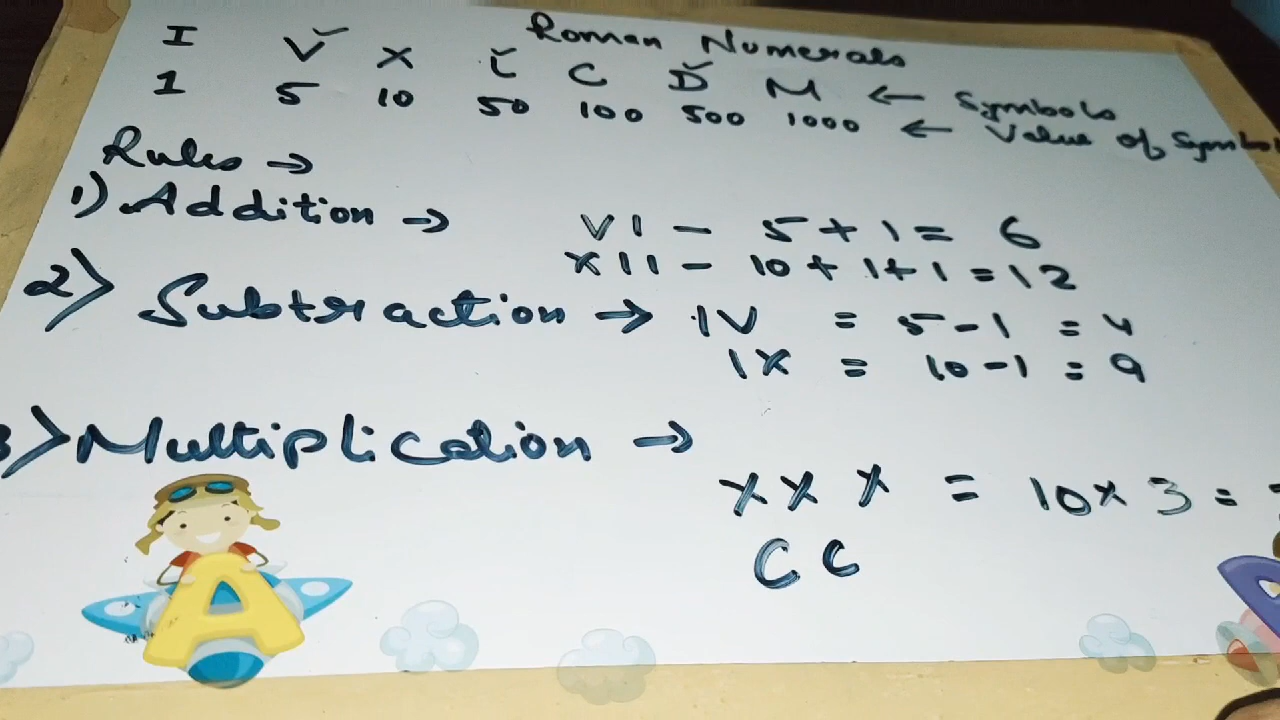 Roman Numerals
I V X L C D M ← Symbols
1 5 10 50 100 500 1000 ← Value of Symbol
Rules →
1) Addition → VI - 5 + 1 = 6
XII - 10 + 1 + 1 = 12
2) Subtraction → IV = 5 - 1 = 4
IX = 10 - 1 = 9
3) Multiplication →
XXX = 10 × 3 =
CC
A